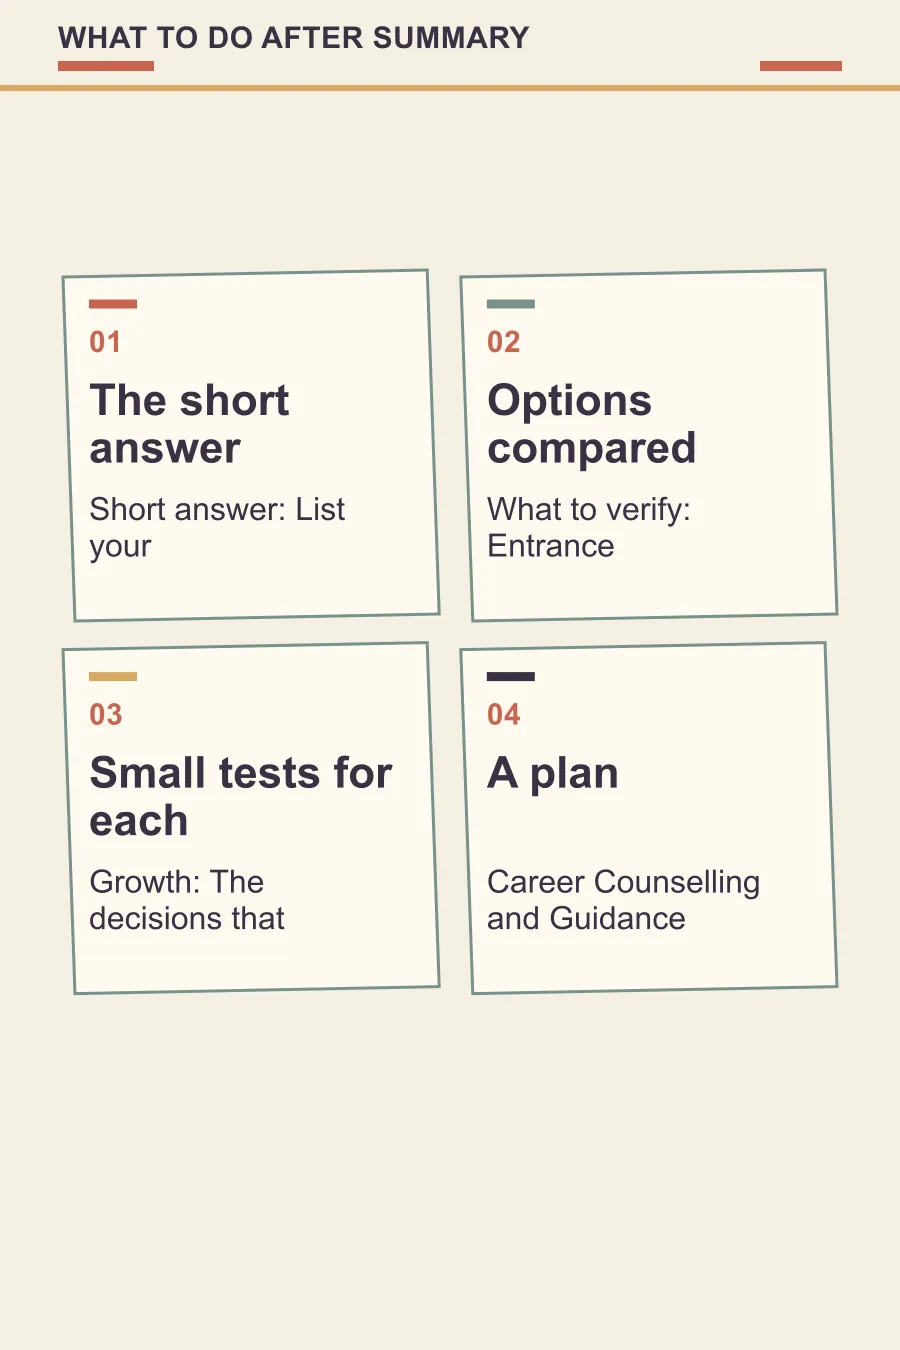 WHAT TO DO AFTER SUMMARY
01
The short
answer
Short answer: List
your
02
Options
compared
What to verify:
Entrance
03
Small tests for
each
Growth: The
decisions that
04
A plan
Career Counselling
and Guidance